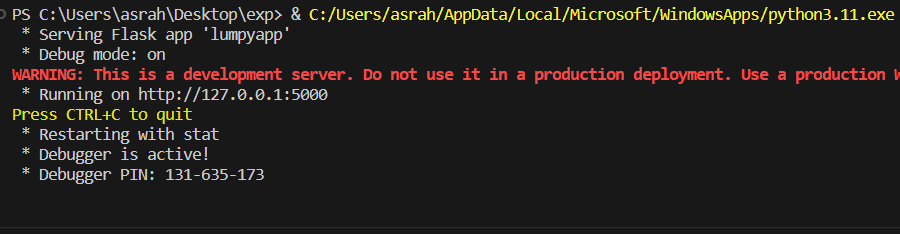 PS C:\Users\asrah\Desktop\exp> & C:/Users/asrah/AppData/Local/Microsoft/WindowsApps/python3.11.exe
* Serving Flask app 'lumpyapp'
* Debug mode: on
WARNING: This is a development server. Do not use it in a production deployment. Use a production
* Running on http://127.0.0.1:5000
Press CTRL+C to quit
* Restarting with stat
* Debugger is active!
* Debugger PIN: 131-635-173